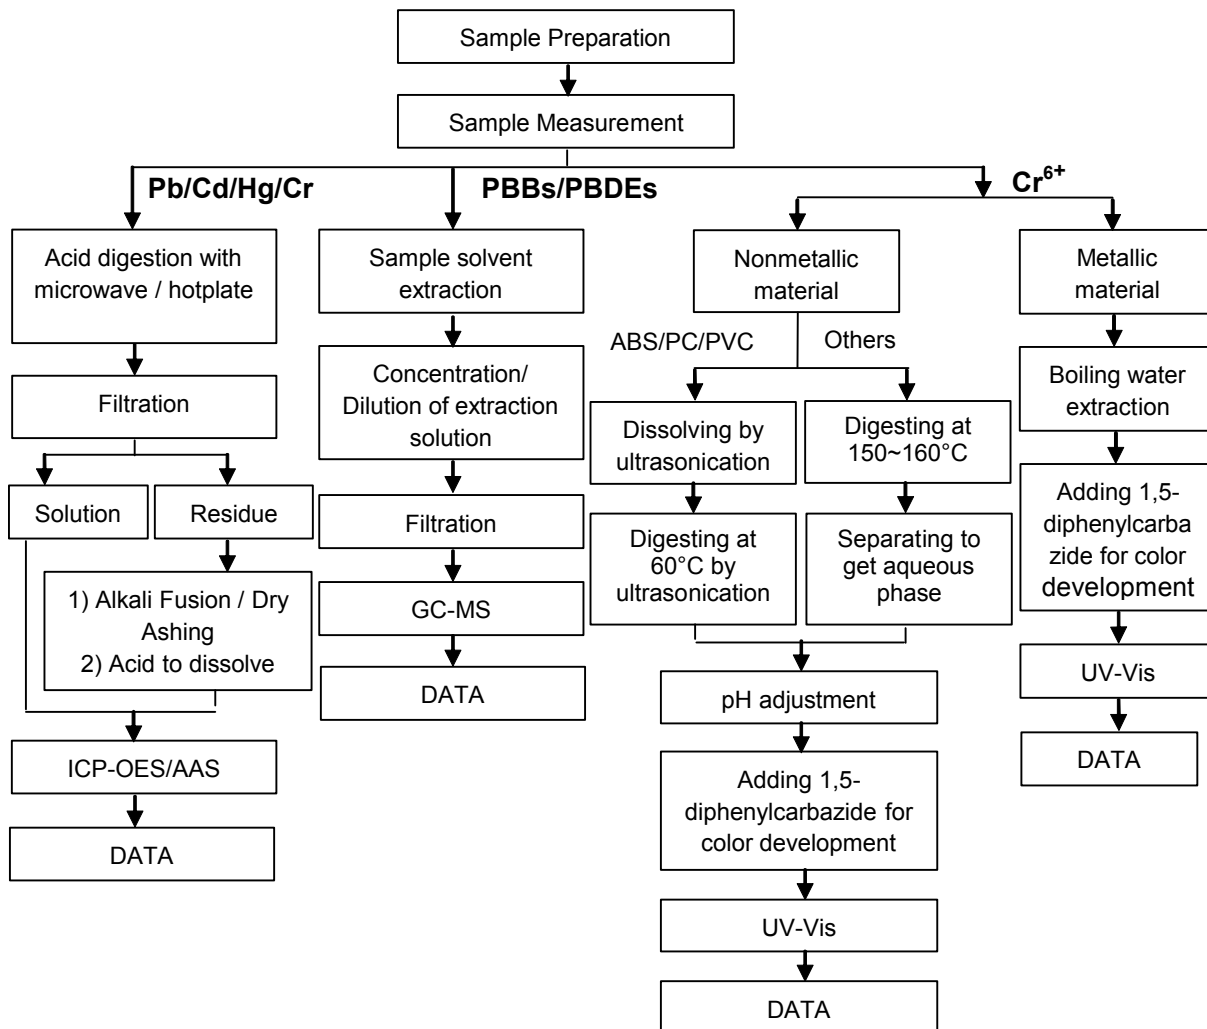 Sample Preparation
Sample Measurement
Pb/Cd/Hg/Cr
PBBs/PBDEs
Cr6+
Acid digestion with
microwave / hotplate
Filtration
Solution
Residue
1) Alkali Fusion / Dry
Ashing
2) Acid to dissolve
ICP-OES/AAS
DATA
Sample solvent
extraction
Concentration/
Dilution of extraction
solution
Filtration
GC-MS
DATA
Nonmetallic
material
ABS/PC/PVC
Others
Dissolving by
ultrasonication
Digesting at
60°C by
ultrasonication
Digesting at
150~160°C
Separating to
get aqueous
phase
pH adjustment
Adding 1,5-
diphenylcarbazide for
color development
UV-Vis
DATA
Metallic
material
Boiling water
extraction
Adding 1,5-
diphenylcarba
zide for color
development
UV-Vis
DATA